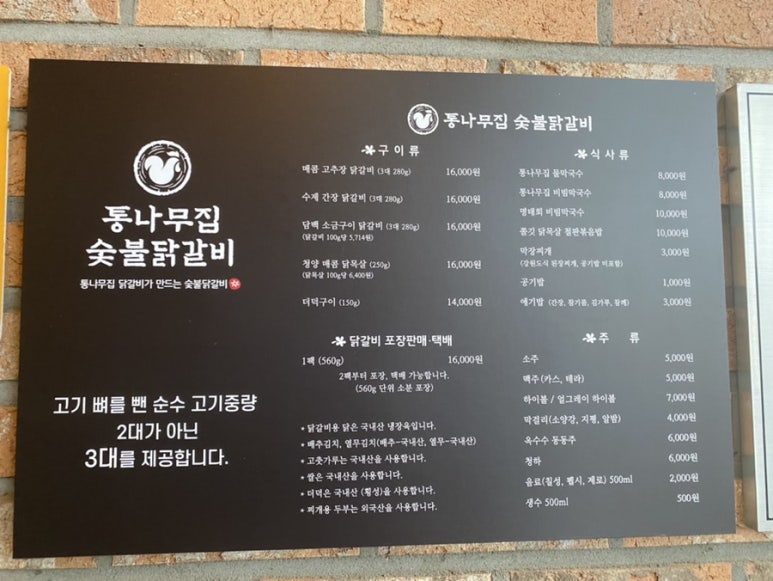 통나무집
숯불닭갈비
통나무집 닭갈비가 만드는 숯불닭갈비
고기 뼈를 뺀 순수 고기중량
2대가 아닌
3대를 제공합니다.
통나무집 숯불닭갈비
구이류
매콤 고추장 닭갈비 (3대 280g) 16,000원
수제 간장 닭갈비 (3대 280g) 16,000원
담백 소금구이 닭갈비 (3대 280g) 16,000원
(닭갈비 100g당 5,714원)
청양 매콤 닭목살 (250g) 16,000원
(닭목살 100g당 6,400원)
더덕구이 (150g) 14,000원
닭갈비 포장판매·택배
1팩 (560g) 16,000원
2팩부터 포장, 택배 가능합니다.
(560g 단위 소분 포장)
* 닭갈비용 닭은 국내산 냉장육입니다.
* 배추김치, 열무김치(배추-국내산, 열무-국내산)
* 고춧가루는 국내산을 사용합니다.
* 쌀은 국내산을 사용합니다.
* 더덕은 국내산 (횡성)을 사용합니다.
* 찌개용 두부는 외국산을 사용합니다.
식사류
통나무집 물막국수 8,000원
통나무집 비빔막국수 8,000원
명태회 비빔막국수 10,000원
쫄깃 닭목살 철판볶음밥 10,000원
막장찌개 3,000원
(강원도식 된장찌개, 공기밥 미포함)
공기밥 1,000원
애기밥 (간장, 참기름, 김가루, 참깨) 3,000원
주 류
소주 5,000원
맥주 (카스, 테라) 5,000원
하이볼 / 얼그레이 하이볼 7,000원
막걸리 (소양강, 지평, 알밤) 4,000원
옥수수 동동주 6,000원
청하 6,000원
음료(칠성, 펩시, 제로) 500ml 2,000원
생수 500ml 500원